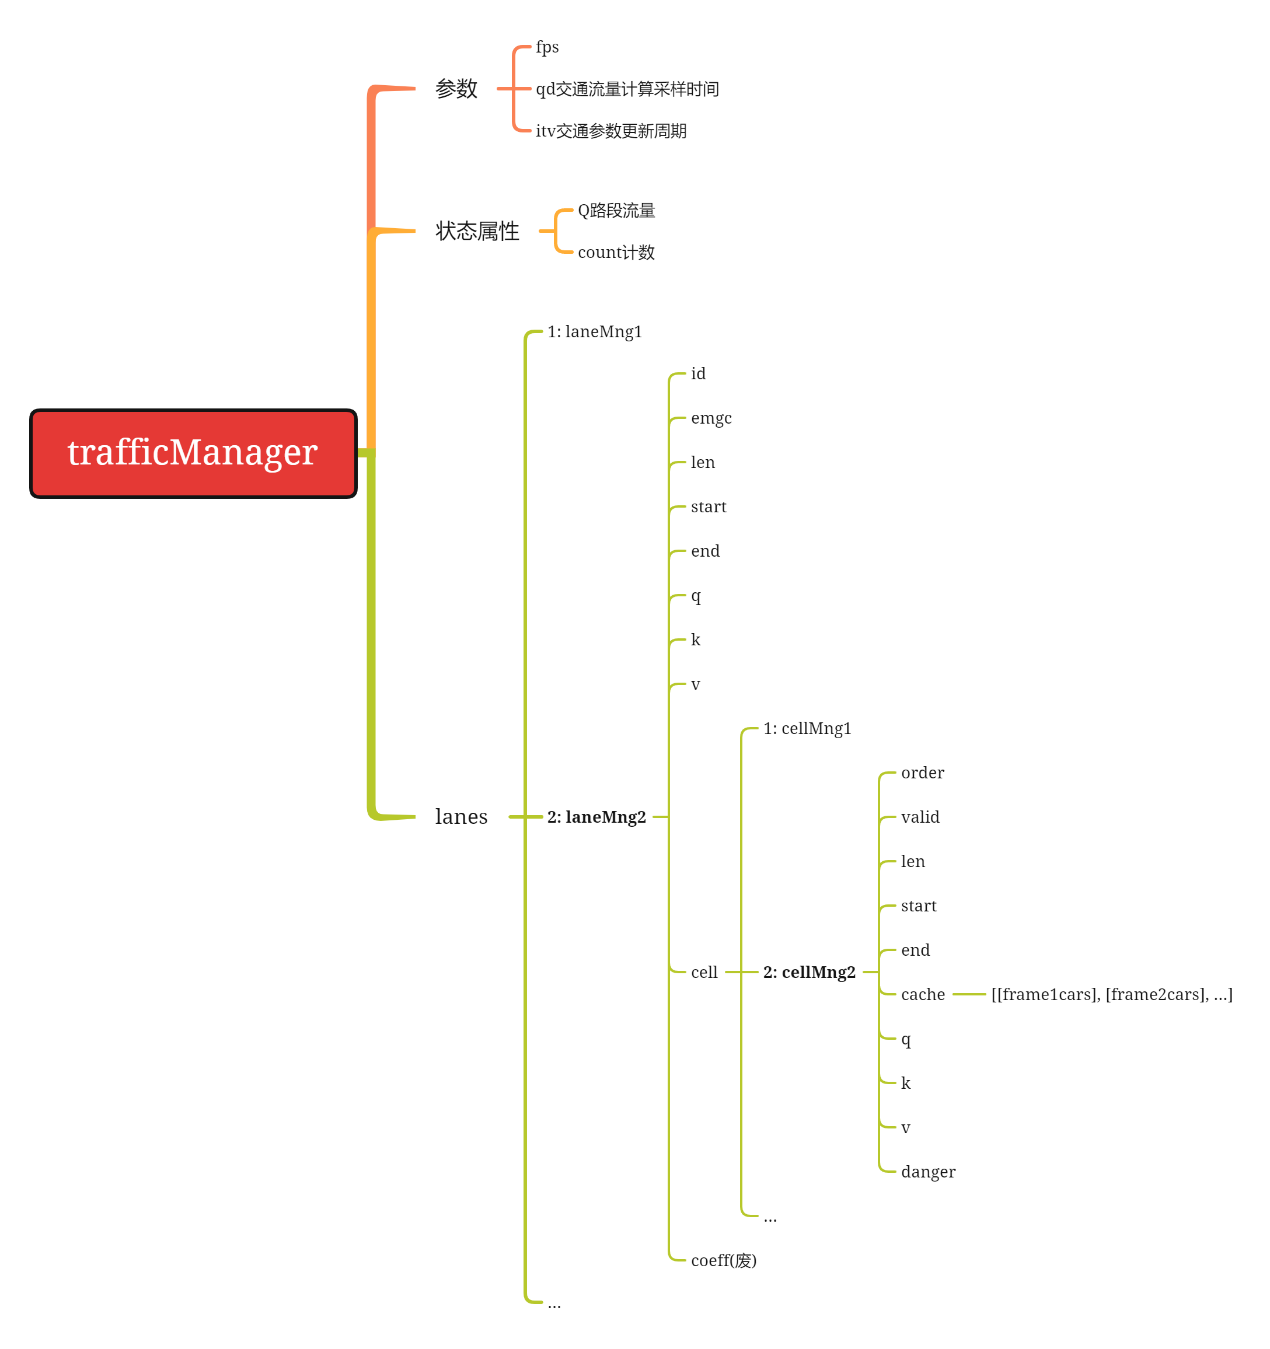 fps
参数
qd交通流量计算采样时间
itv交通参数更新周期
Q路段流量
状态属性
count计数
1: laneMng1
id
emgc
trafficManager
len
start
end
q
k
v
1: cellMng1
order
lanes
2: laneMng2
valid
len
start
end
cell
2: cellMng2
cache
[[frame1cars], [frame2cars], ...]
q
k
v
danger
...
coeff(废)
...